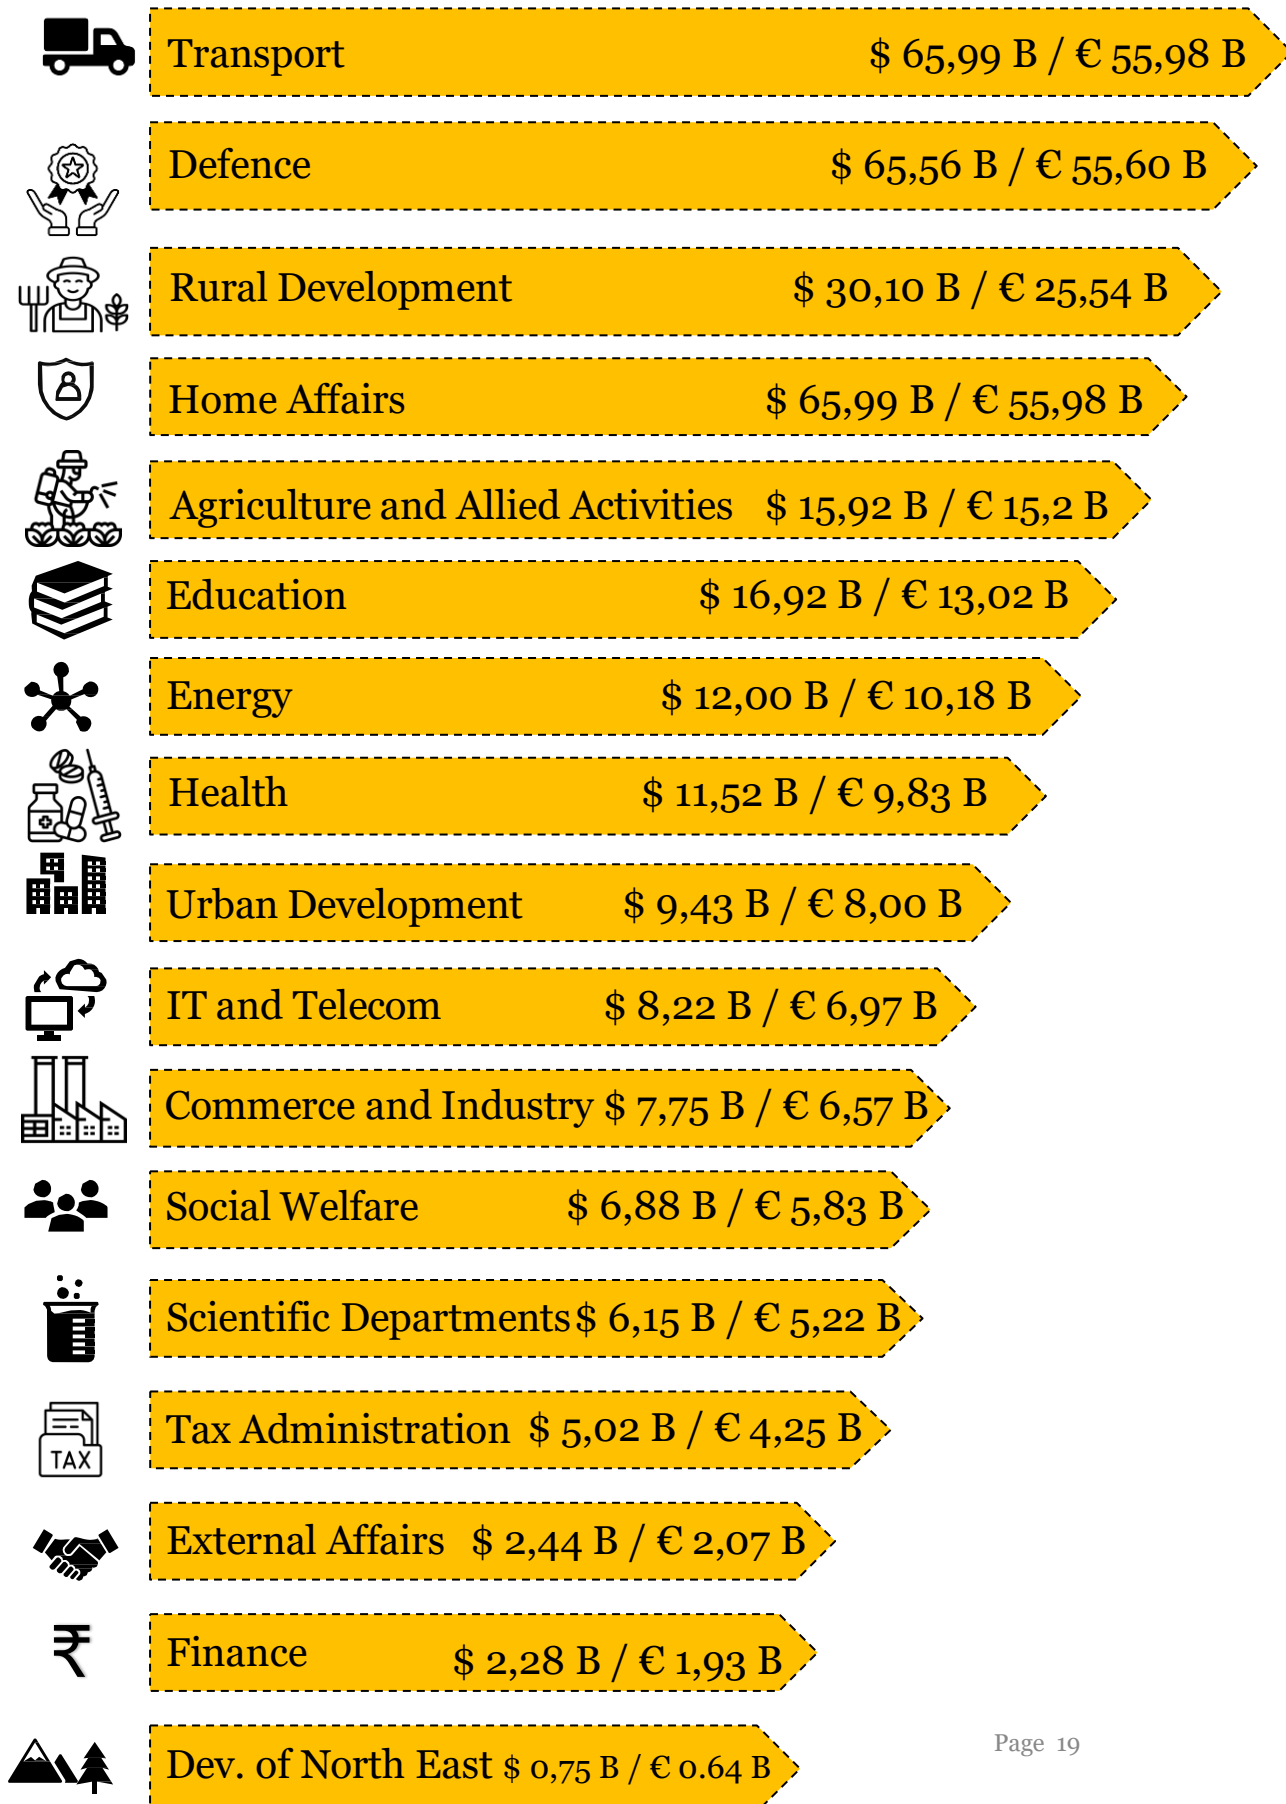 Transport $ 65,99 B / € 55,98 B
Defence $ 65,56 B / € 55,60 B
Rural Development $ 30,10 B / € 25,54 B
Home Affairs $ 65,99 B / € 55,98 B
Agriculture and Allied Activities $ 15,92 B / € 15,2 B
Education $ 16,92 B / € 13,02 B
Energy $ 12,00 B / € 10,18 B
Health $ 11,52 B / € 9,83 B
Urban Development $ 9,43 B / € 8,00 B
IT and Telecom $ 8,22 B / € 6,97 B
Commerce and Industry $ 7,75 B / € 6,57 B
Social Welfare $ 6,88 B / € 5,83 B
Scientific Departments $ 6,15 B / € 5,22 B
TAX Tax Administration $ 5,02 B / € 4,25 B
External Affairs $ 2,44 B / € 2,07 B
₹ Finance $ 2,28 B / € 1,93 B
Dev. of North East $ 0,75 B / € 0.64 B
Page 19